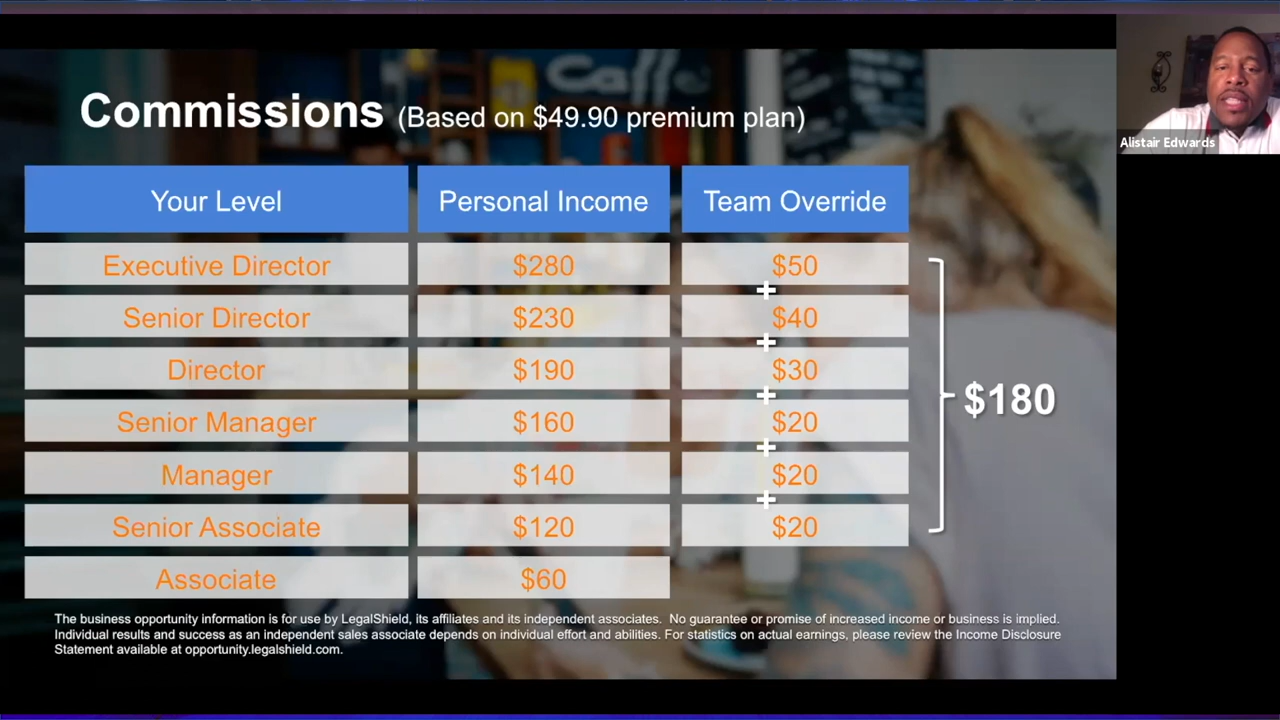 Caffe
Commissions (Based on $49.90 premium plan)
Alistair Edwards
Your Level Personal Income Team Override
Executive Director $280 $50
+
Senior Director $230 $40
+
Director $190 $30
+
$180
Senior Manager $160 $20
+
Manager $140 $20
+
Senior Associate $120 $20
Associate $60
The business opportunity information is for use by LegalShield, its affiliates and its independent associates. No guarantee or promise of increased income or business is implied.
Individual results and success as an independent sales associate depends on individual effort and abilities. For statistics on actual earnings, please review the Income Disclosure
Statement available at opportunity.legalshield.com.